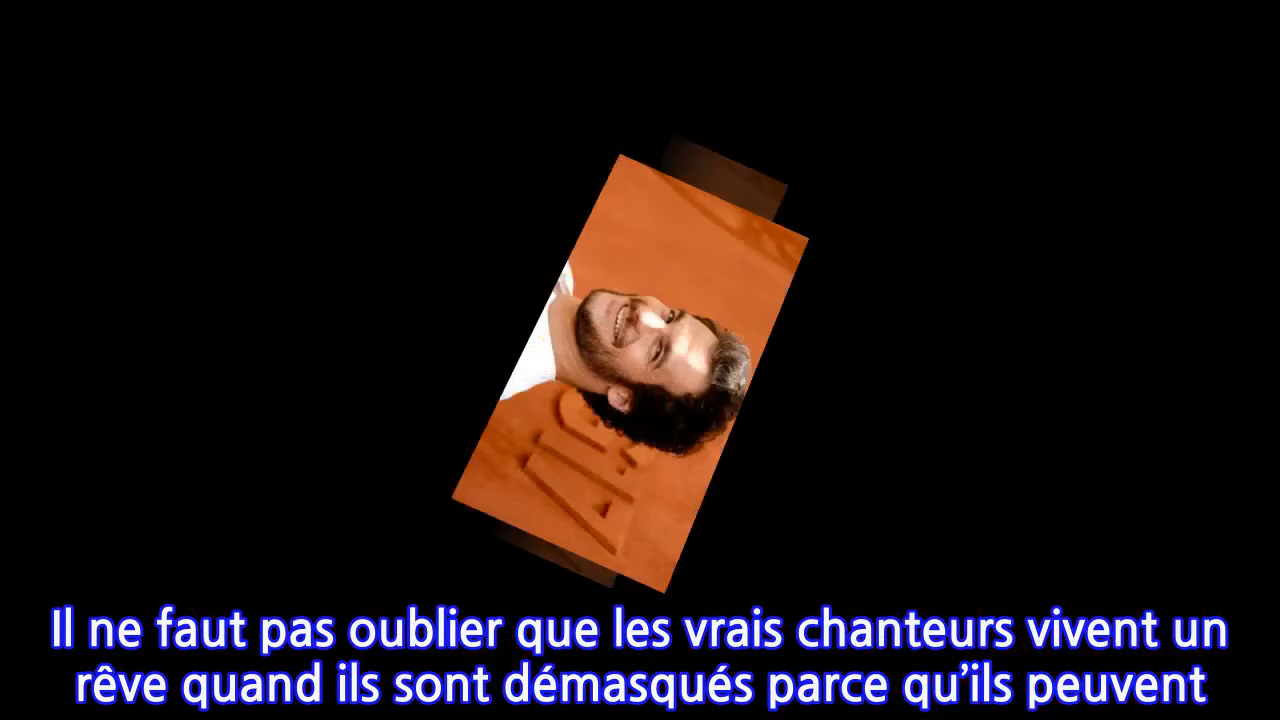 Il ne faut pas oublier que les vrais chanteurs vivent un
rêve quand ils sont démasqués parce qu’ils peuvent